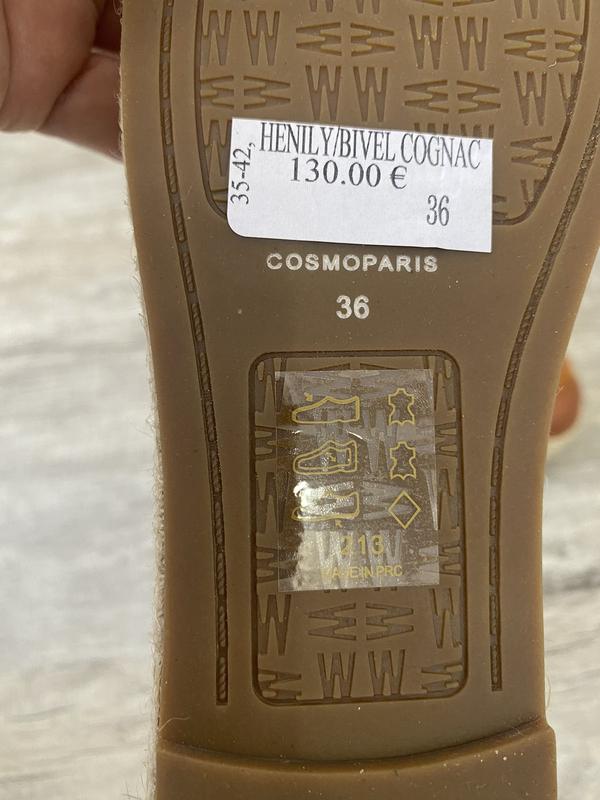 35-42,
HENILY/BIVEL COGNAC
130.00 €
36
COSMOPARIS
36
213
MADE IN PRC